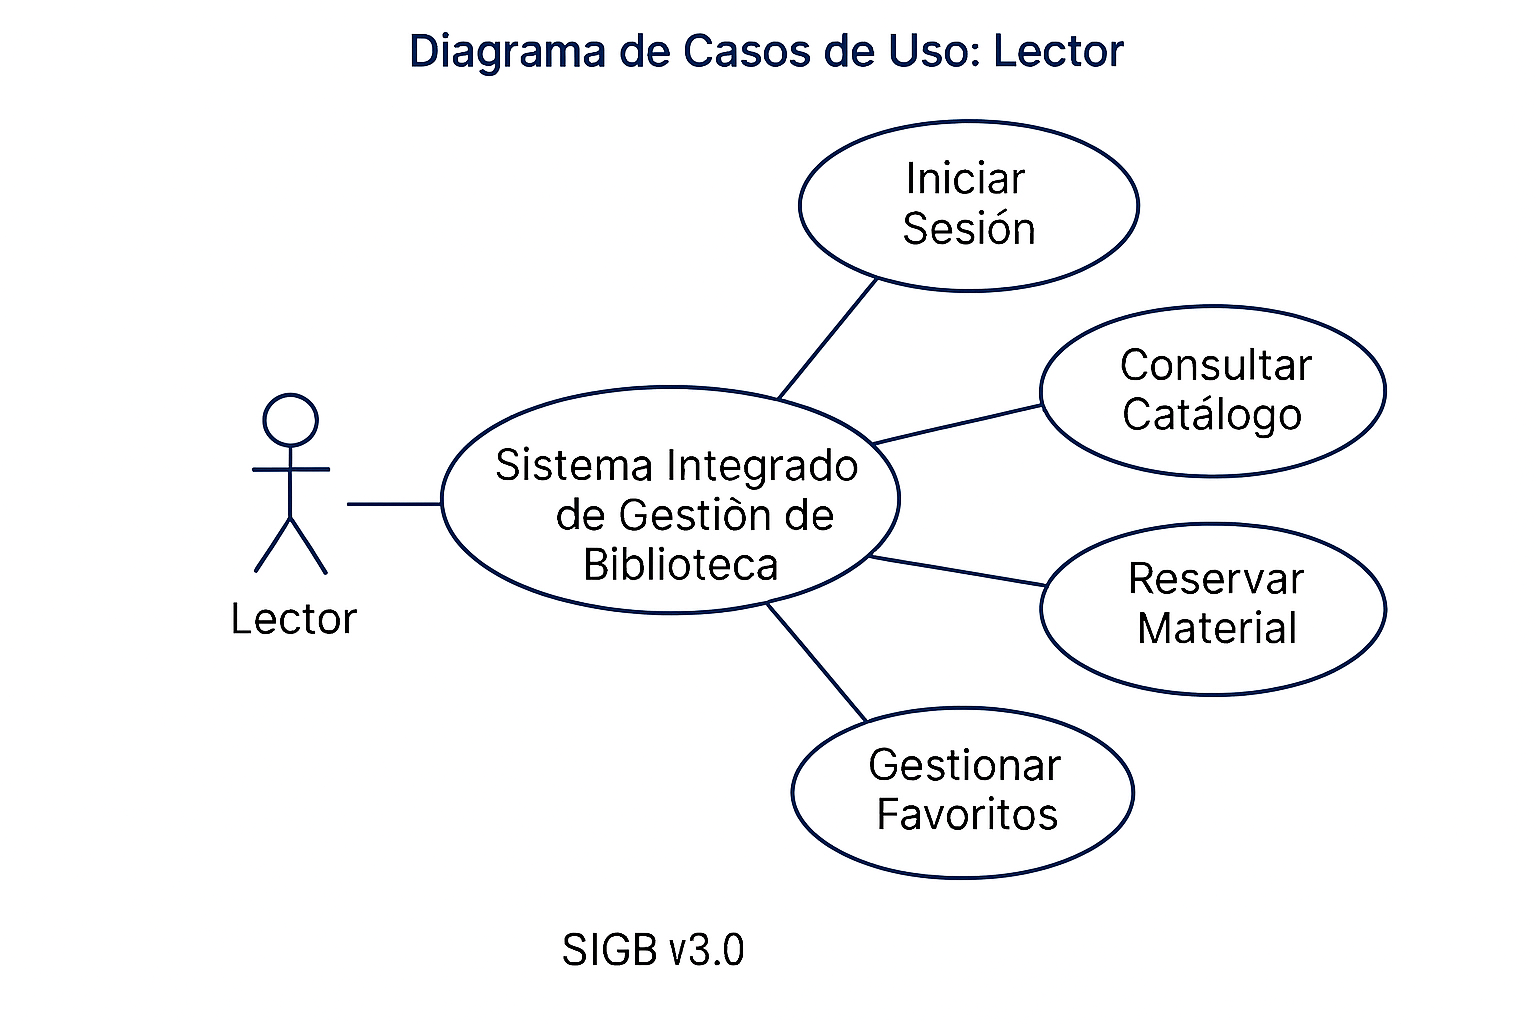 Diagrama de Casos de Uso: Lector
Iniciar
Sesión
Consultar
Catálogo
Sistema Integrado
de Gestiòn de
Biblioteca
Reservar
Material
Lector
Gestionar
Favoritos
SIGB v3.0